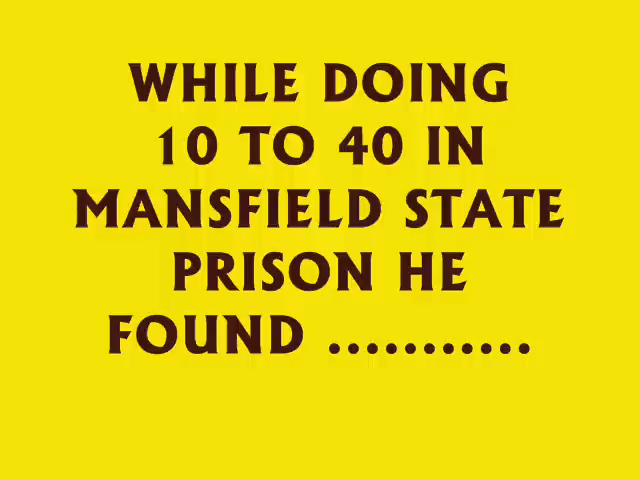 WHILE DOING
10 TO 40 IN
MANSFIELD STATE
PRISON HE
FOUND ...........